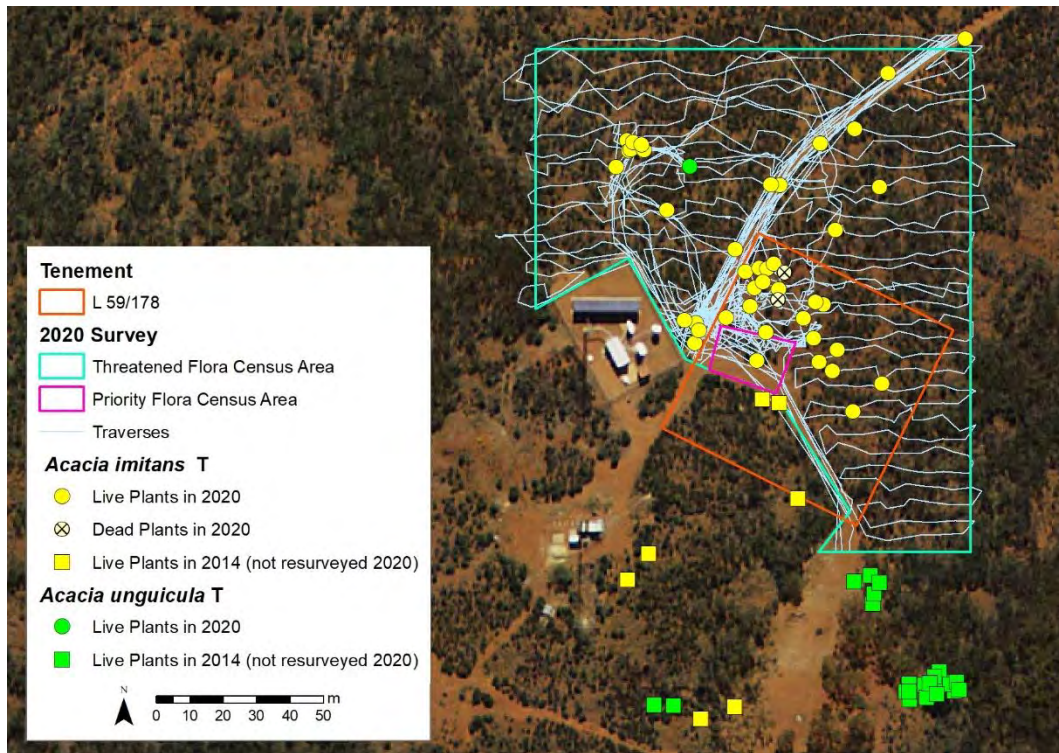 Tenement
L 59/178
2020 Survey
Threatened Flora Census Area
Priority Flora Census Area
Traverses
Acacia imitans T
Live Plants in 2020
Dead Plants in 2020
Live Plants in 2014 (not resurveyed 2020)
Acacia unguicula T
Live Plants in 2020
Live Plants in 2014 (not resurveyed 2020)
N
m
0 10 20 30 40 50